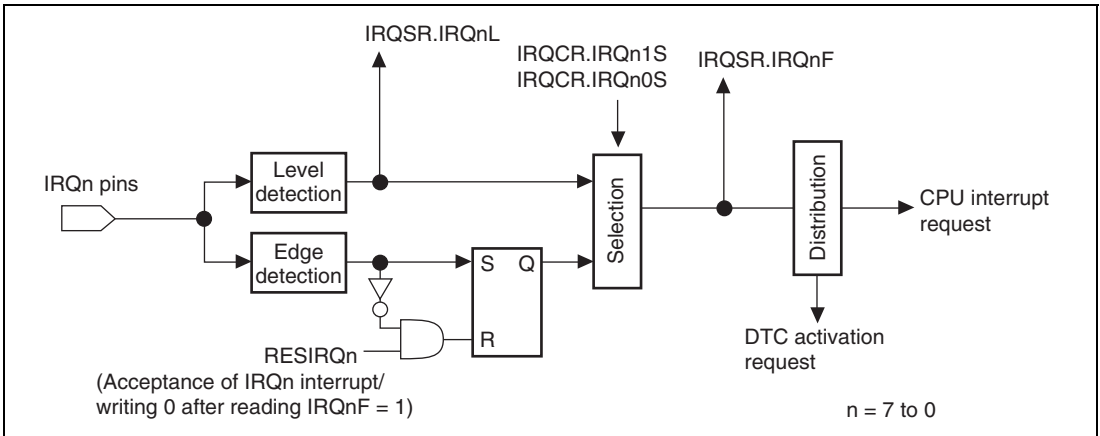 IRQSR.IRQnL
IRQCR.IRQn1S
IRQCR.IRQn0S
IRQSR.IRQnF
IRQn pins
Level
detection
Edge
detection
S Q
R
Selection
Distribution
CPU interrupt
request
DTC activation
request
RESIRQn
(Acceptance of IRQn interrupt/
writing 0 after reading IRQnF = 1)
n = 7 to 0